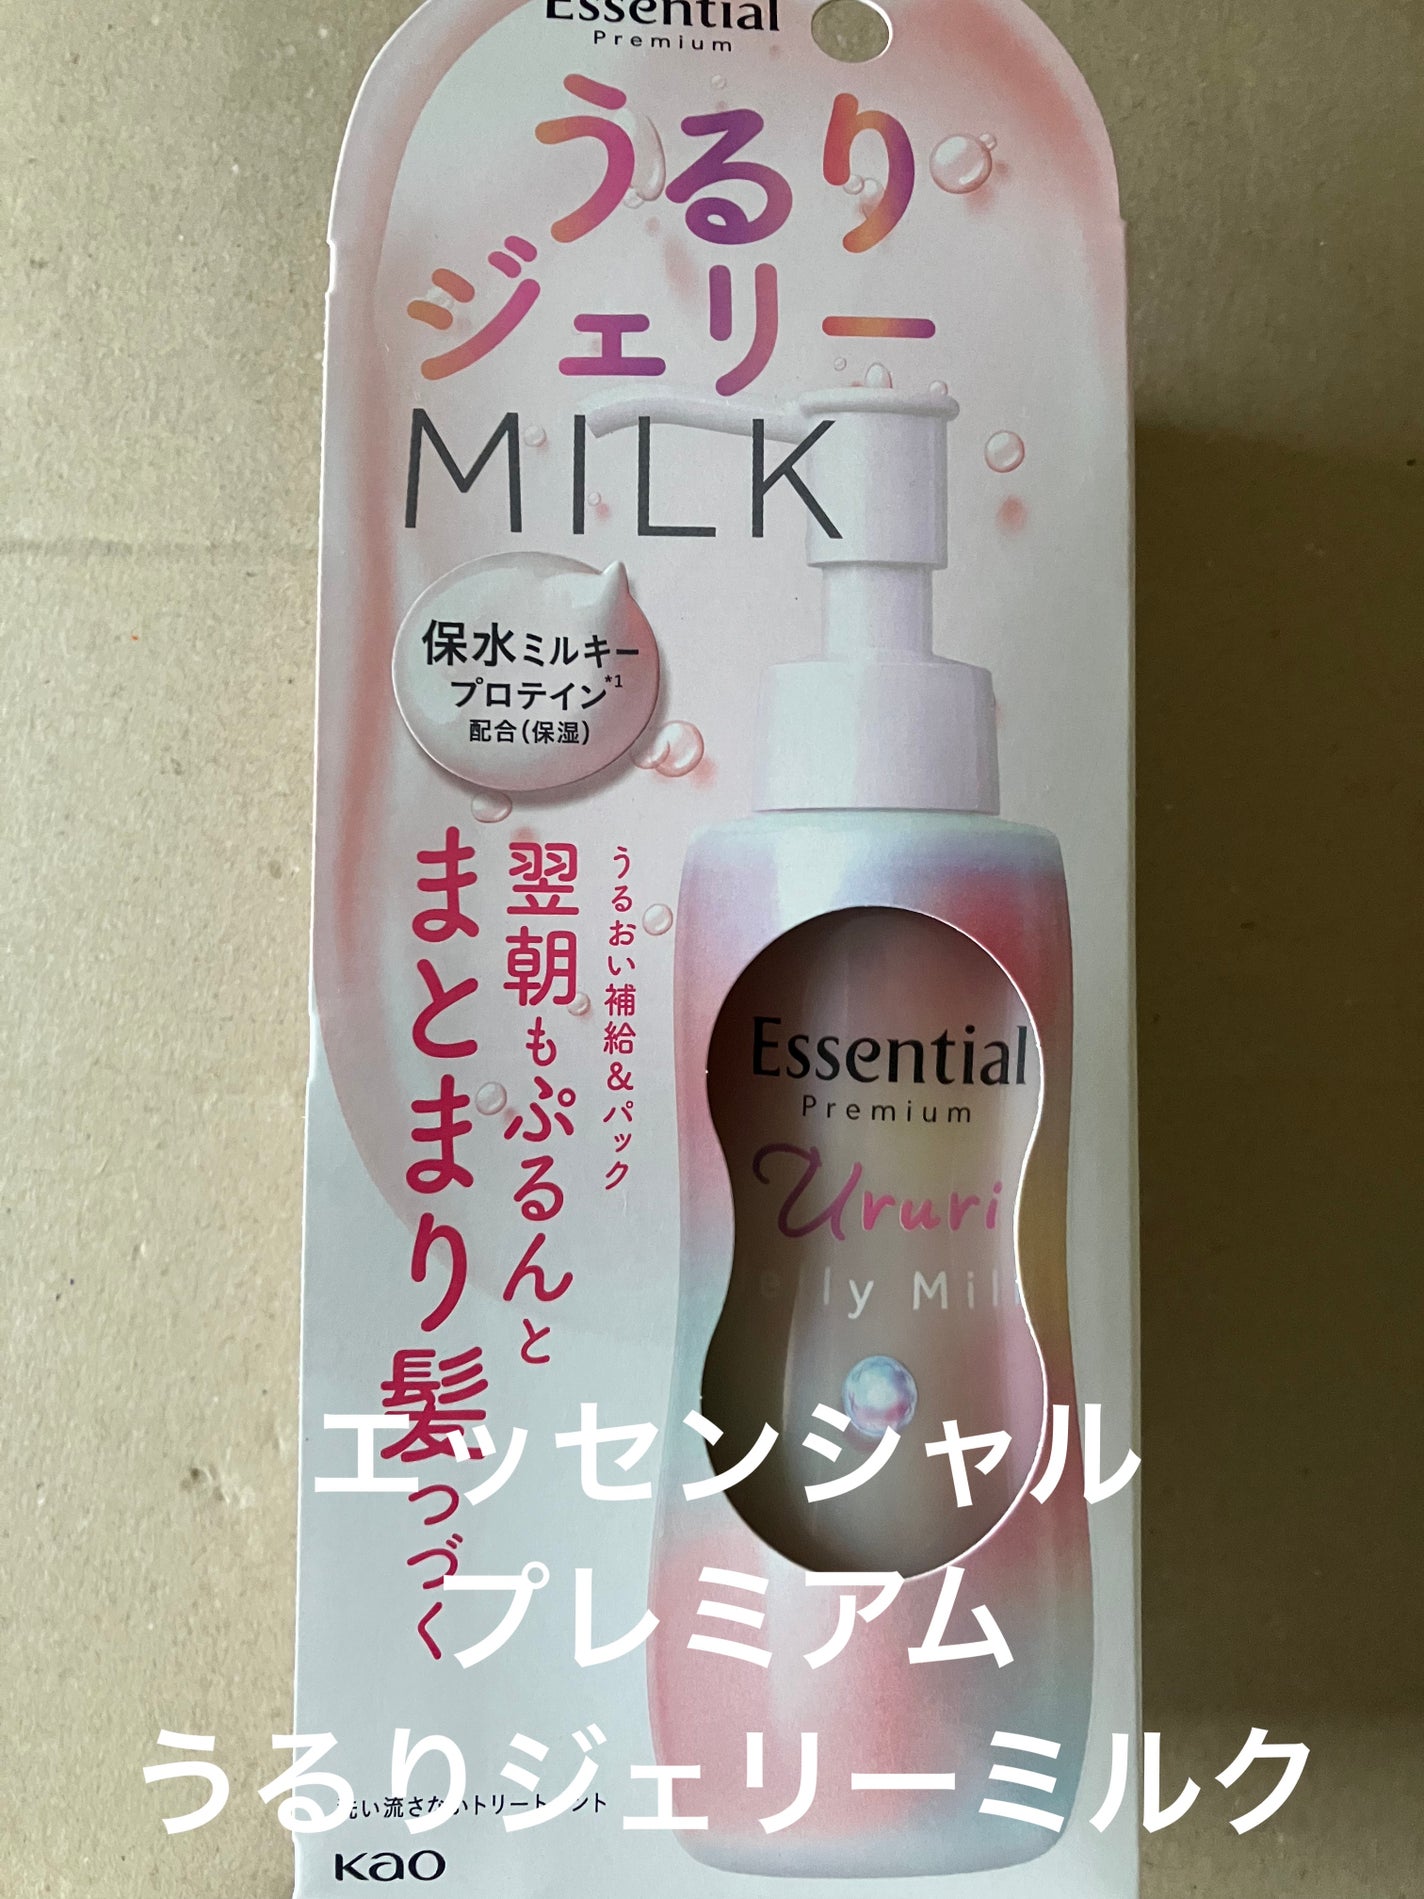 Essential
Premium
うるり
ジェリー
MILK
保水ミルキー
プロテイン*1
配合(保湿)
うるおい補給&パック
翌朝もぷるんと
まとまり髪つづく
Essential
Premium
Ururi
エッセンシャル
プレミアム
うるりジェリーミルク
洗い流さないトリートメント
Kao